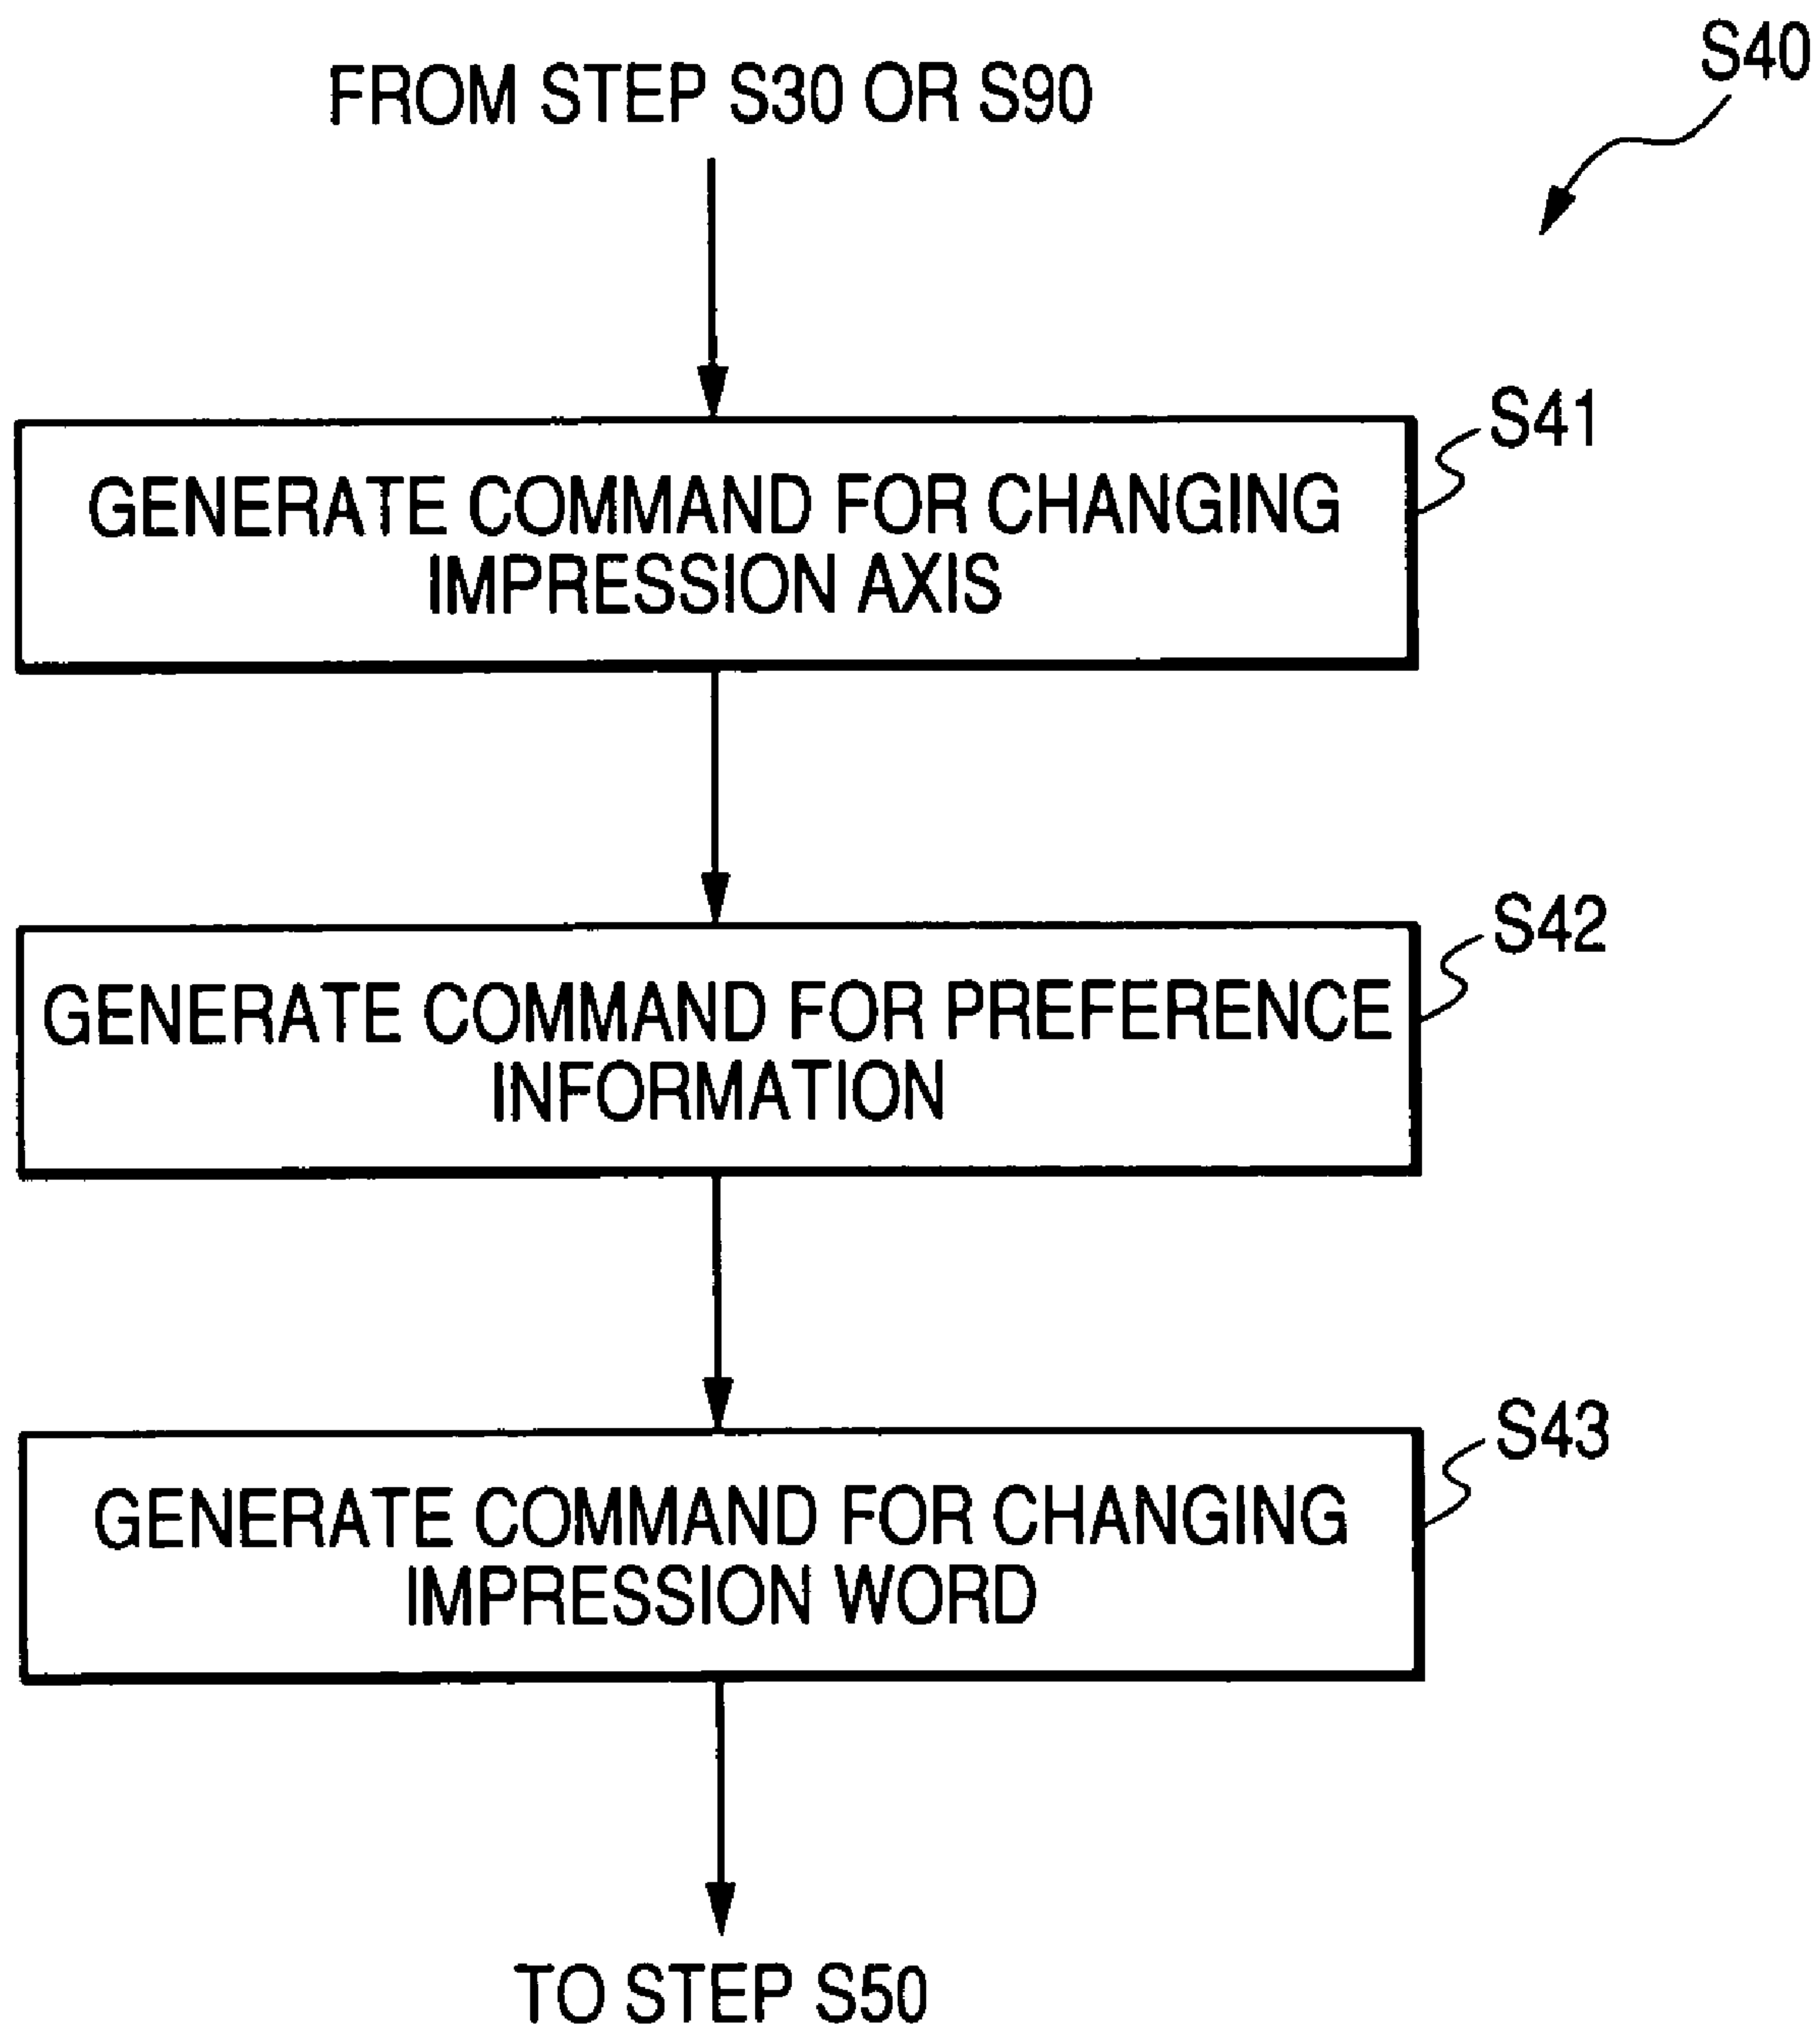 S40
FROM STEP S30 OR S90
S41
GENERATE COMMAND FOR CHANGING
IMPRESSION AXIS
S42
GENERATE COMMAND FOR PREFERENCE
INFORMATION
S43
GENERATE COMMAND FOR CHANGING
IMPRESSION WORD
TO STEP S50